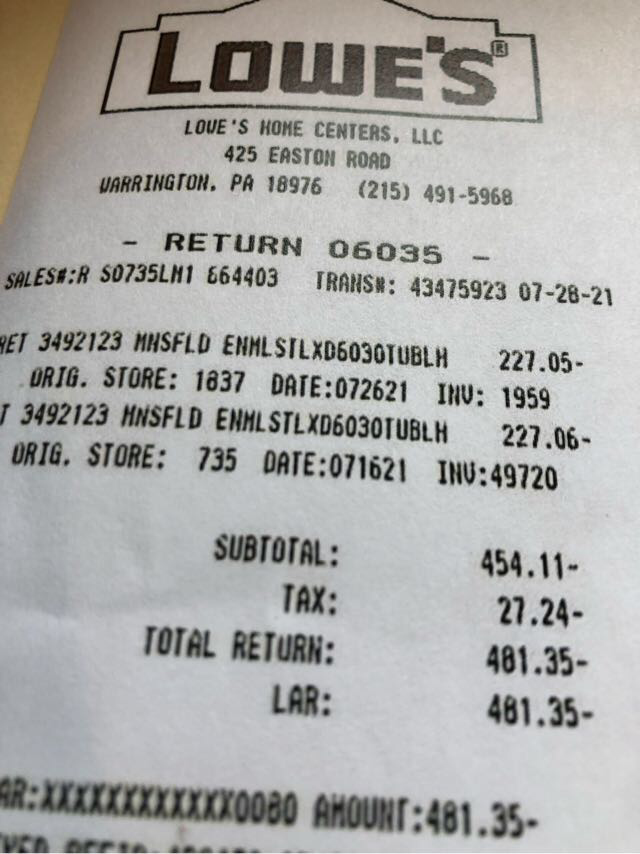 LOWE'S®
LOWE'S HOME CENTERS, LLC
425 EASTON ROAD
WARRINGTON, PA 18976 (215) 491-5968
- RETURN 06035 -
SALES#:R S0735LM1 664403 TRANS#: 43475923 07-28-21
RET 3492123 MNSFLD ENMLSTLXD6030TUBLH 227.05-
ORIG. STORE: 1837 DATE:072621 INV: 1959
T 3492123 MNSFLD ENMLSTLXD6030TUBLH 227.06-
ORIG. STORE: 735 DATE:071621 INV:49720
SUBTOTAL: 454.11-
TAX: 27.24-
TOTAL RETURN: 481.35-
LAR: 481.35-
AR:XXXXXXXXXXXX0080 AMOUNT:481.35-